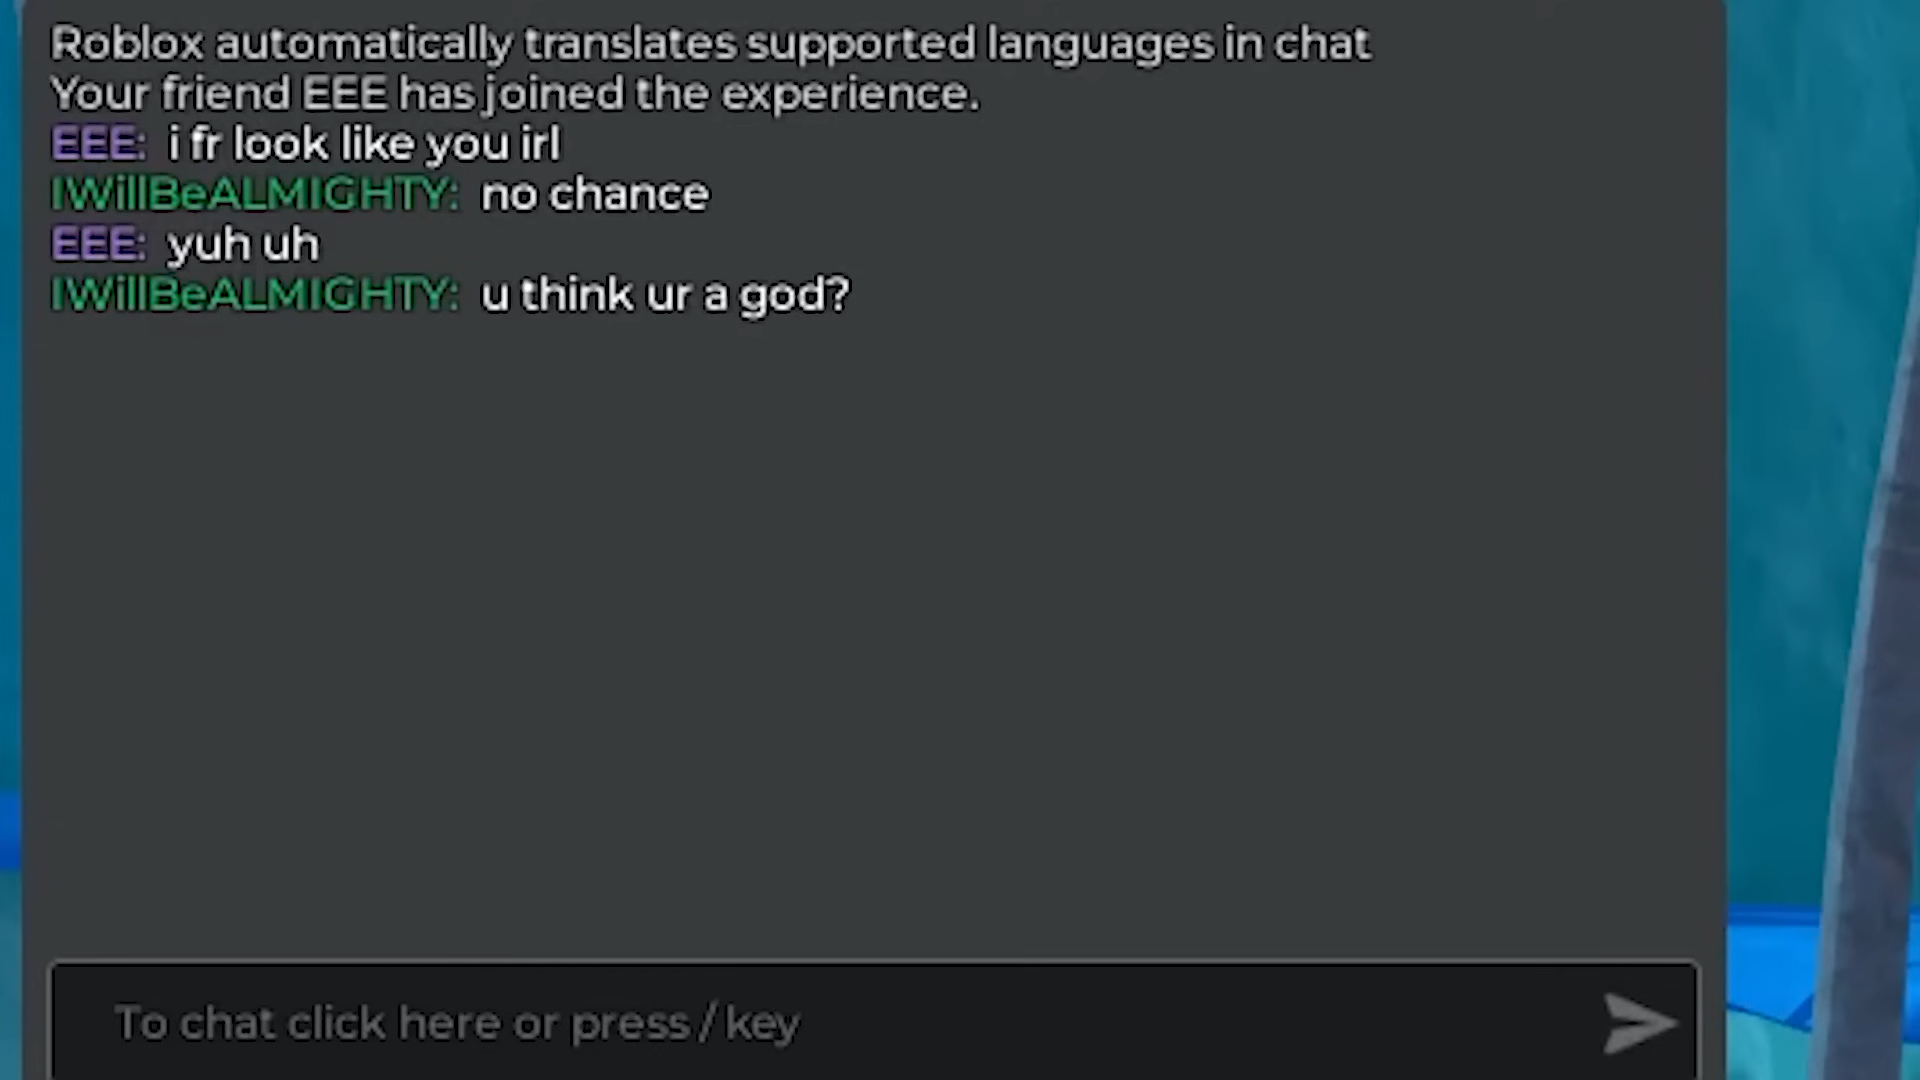 Roblox automatically translates supported languages in chat
Your friend EEE has joined the experience.
EEE: i fr look like you irl
IWillBeALMIGHTY: no chance
EEE: yuh uh
IWillBeALMIGHTY: u think ur a god?
To chat click here or press / key